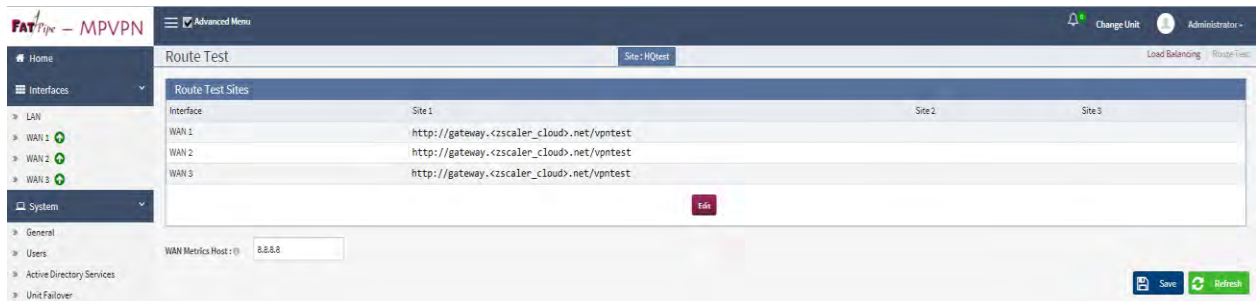 FATPipe – MPVPN
Advanced Menu
0
Change Unit
Administrator
Home
Route Test
Site : HQtest
Load Balancing
Route Test
Interfaces
Route Test Sites
Interface Site 1 Site 2 Site 3
LAN
WAN 1 http://gateway.<zscaler_cloud>.net/vpntest
WAN 2 http://gateway.<zscaler_cloud>.net/vpntest
WAN 3 http://gateway.<zscaler_cloud>.net/vpntest
WAN 1
WAN 2
WAN 3
Edit
System
General
Users
Active Directory Services
Unit Failover
WAN Metrics Host :
8.8.8.8
Save
Refresh